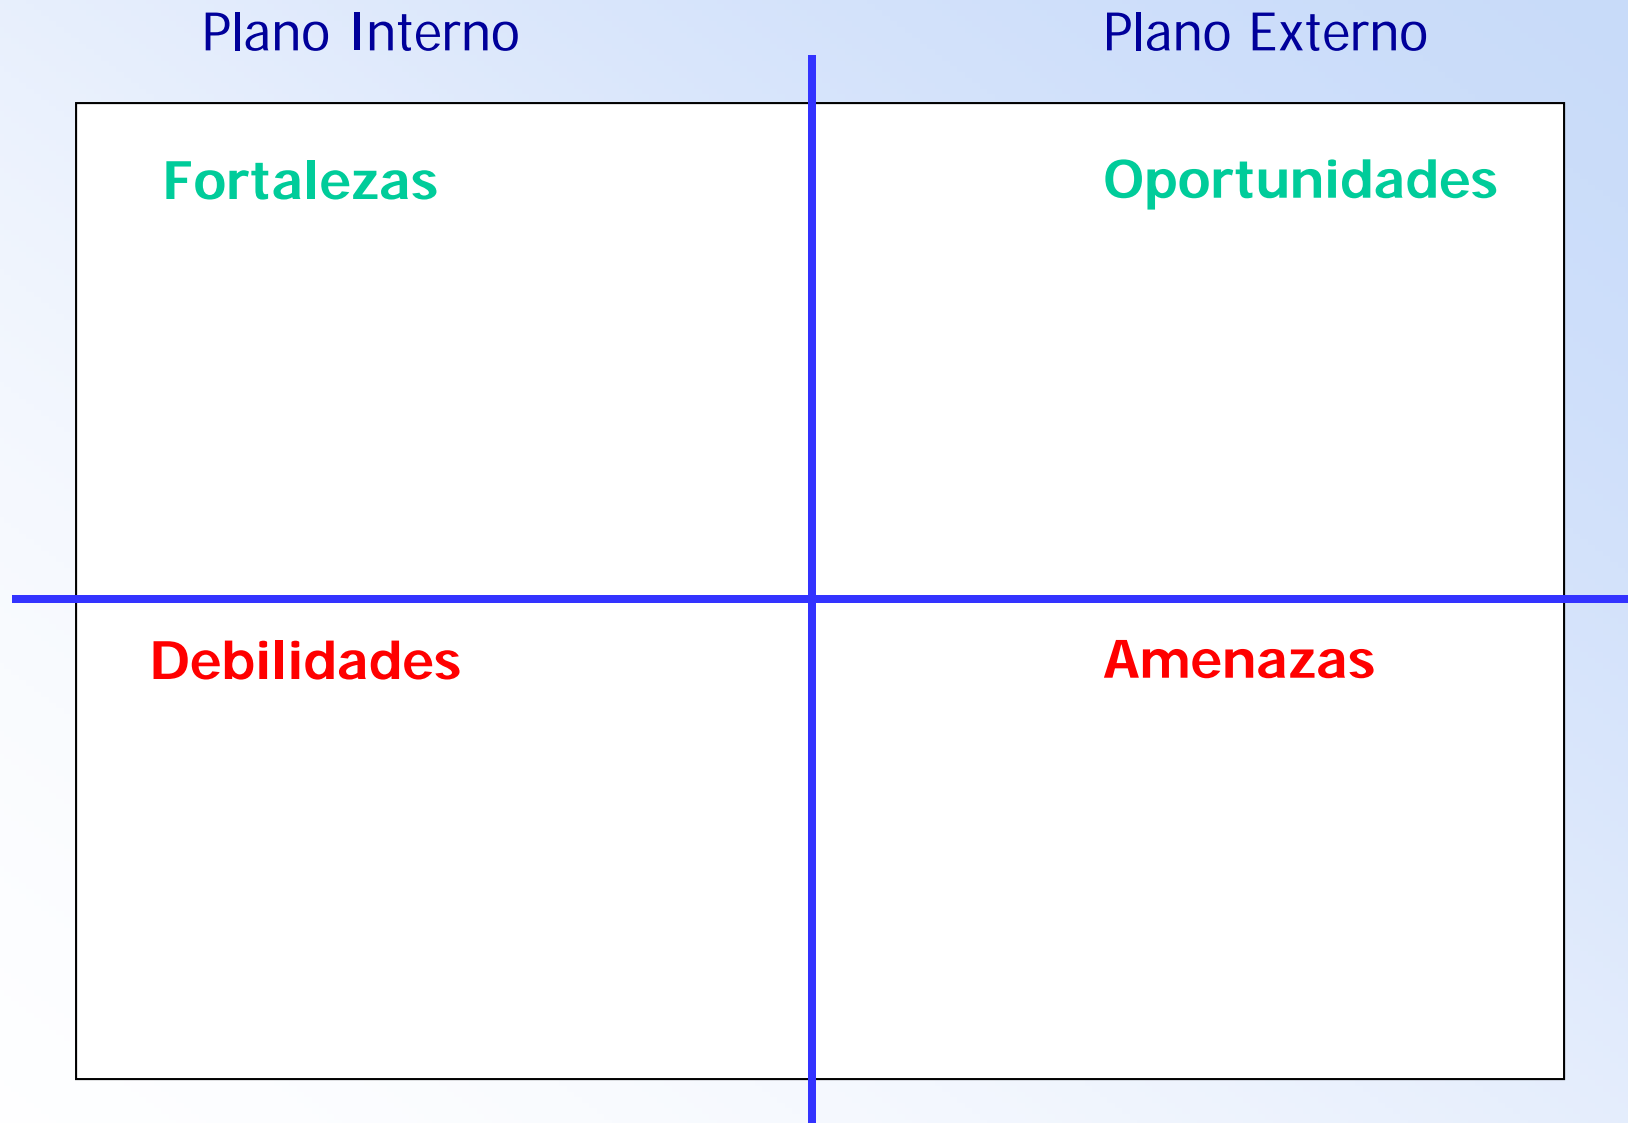 Plano Interno
Plano Externo
Fortalezas
Oportunidades
Debilidades
Amenazas